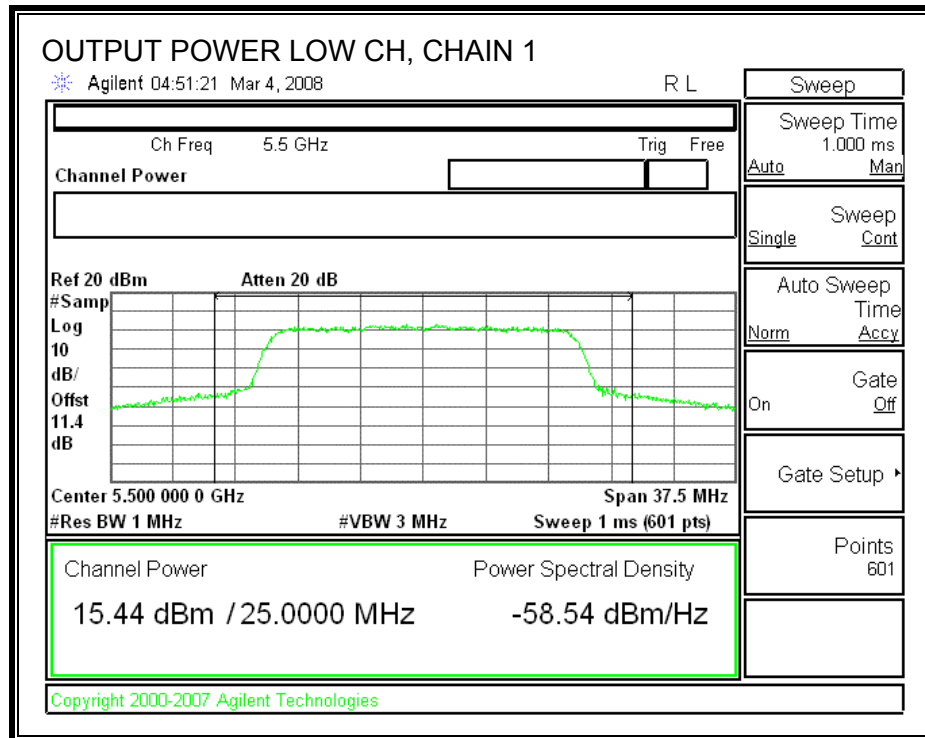 OUTPUT POWER LOW CH, CHAIN 1
Agilent 04:51:21 Mar 4, 2008 R L
Ch Freq 5.5 GHz Trig Free
Channel Power
Ref 20 dBm Atten 20 dB
#Samp
Log
10
dB/
Offst
11.4
dB
Center 5.500 000 0 GHz Span 37.5 MHz
#Res BW 1 MHz #VBW 3 MHz Sweep 1 ms (601 pts)
Channel Power Power Spectral Density
15.44 dBm / 25.0000 MHz -58.54 dBm/Hz
Copyright 2000-2007 Agilent Technologies
Sweep
Sweep Time
1.000 ms
Auto Man
Sweep
Single Cont
Auto Sweep
Time
Norm Accy
Gate
On Off
Gate Setup
Points
601